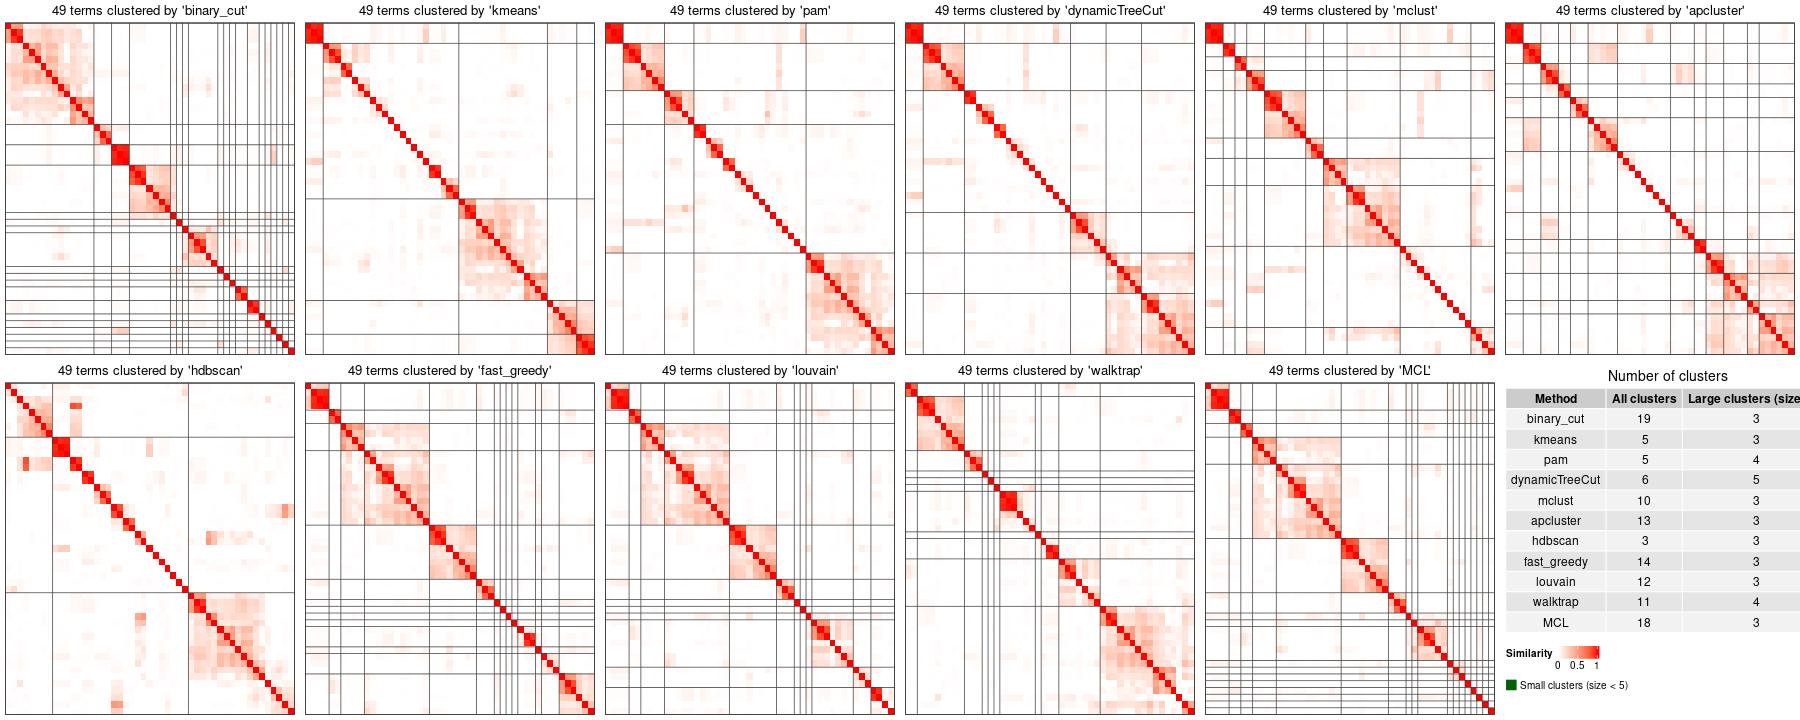 49 terms clustered by 'binary_cut'
49 terms clustered by 'kmeans'
49 terms clustered by 'pam'
49 terms clustered by 'dynamicTreeCut'
49 terms clustered by 'mclust'
49 terms clustered by 'apcluster'
49 terms clustered by 'hdbscan'
49 terms clustered by 'fast_greedy'
49 terms clustered by 'louvain'
49 terms clustered by 'walktrap'
49 terms clustered by 'MCL'
Number of clusters
Method All clusters Large clusters (size
binary_cut 19 3
kmeans 5 3
pam 5 4
dynamicTreeCut 6 5
mclust 10 3
apcluster 13 3
hdbscan 3 3
fast_greedy 14 3
louvain 12 3
walktrap 11 4
MCL 18 3
Similarity
0 0.5 1
Small clusters (size < 5)